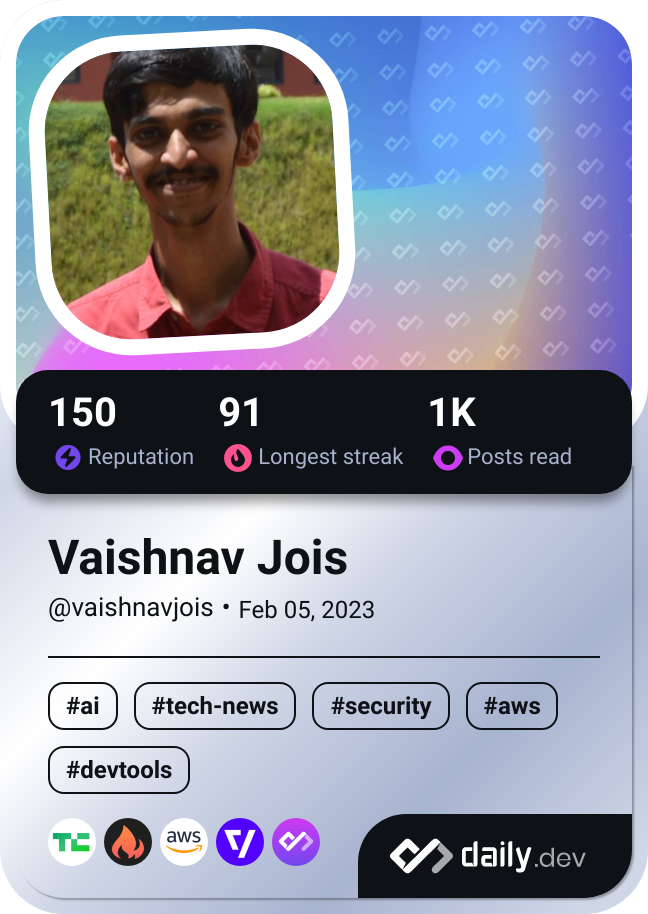 150 91 1K
Reputation Longest streak Posts read
Vaishnav Jois
@vaishnavjois • Feb 05, 2023
#ai #tech-news #security #aws
#devtools
TC aws
daily.dev